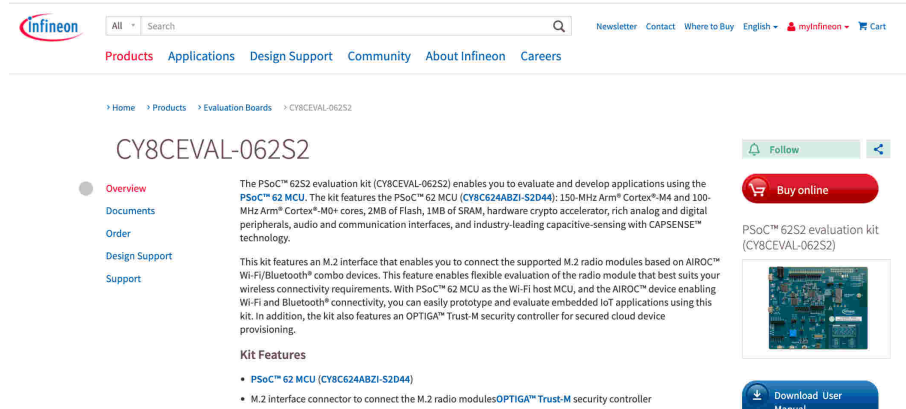 infineon
All Search
Newsletter Contact Where to Buy English myInfineon Cart
Products Applications Design Support Community About Infineon Careers
> Home > Products > Evaluation Boards > CY8CEVAL-062S2
CY8CEVAL-062S2
Follow
Overview
Documents
Order
Design Support
Support
The PSoC™ 62S2 evaluation kit (CY8CEVAL-062S2) enables you to evaluate and develop applications using the
PSoC™ 62 MCU. The kit features the PSoC™ 62 MCU (CY8C624ABZI-S2D44): 150-MHz Arm® Cortex®-M4 and 100-
MHz Arm® Cortex®-M0+ cores, 2MB of Flash, 1MB of SRAM, hardware crypto accelerator, rich analog and digital
peripherals, audio and communication interfaces, and industry-leading capacitive-sensing with CAPSENSE™
technology.
This kit features an M.2 interface that enables you to connect the supported M.2 radio modules based on AIROC™
Wi-Fi/Bluetooth® combo devices. This feature enables flexible evaluation of the radio module that best suits your
wireless connectivity requirements. With PSoC™ 62 MCU as the Wi-Fi host MCU, and the AIROC™ device enabling
Wi-Fi and Bluetooth® connectivity, you can easily prototype and evaluate embedded IoT applications using this
kit. In addition, the kit also features an OPTIGA™ Trust-M security controller for secured cloud device
provisioning.
Kit Features
• PSoC™ 62 MCU (CY8C624ABZI-S2D44)
• M.2 interface connector to connect the M.2 radio modulesOPTIGA™ Trust-M security controller
Buy online
PSoC™ 62S2 evaluation kit
(CY8CEVAL-062S2)
Download User
Manual